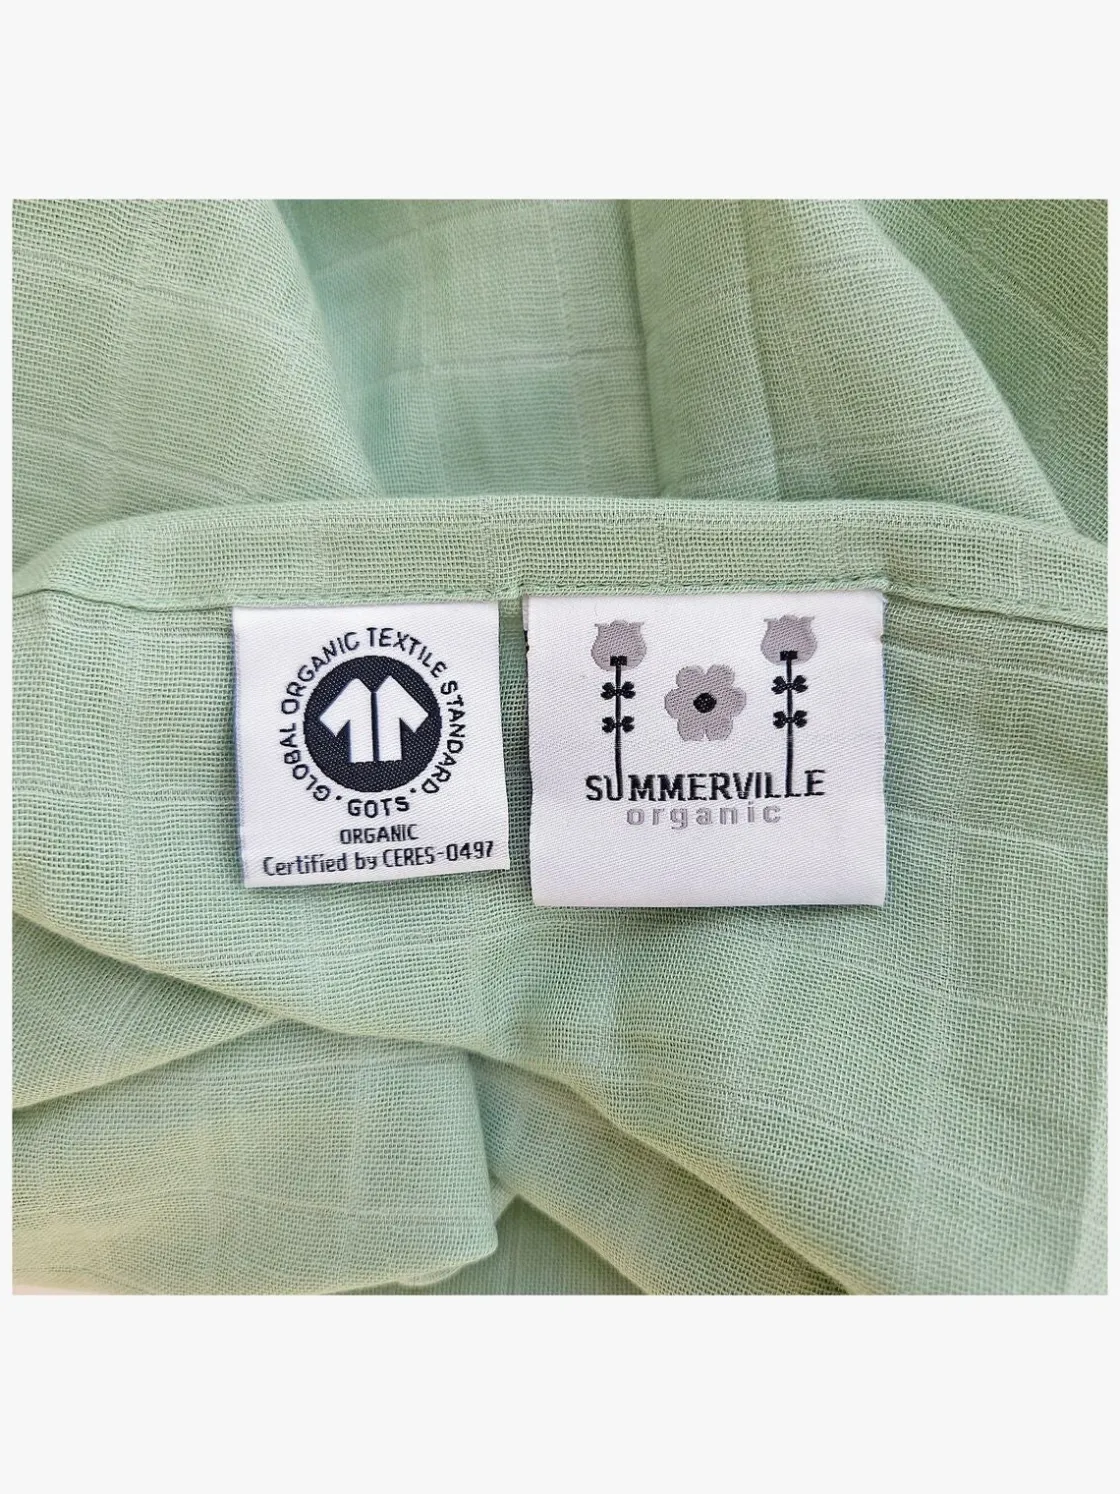 GLOBAL ORGANIC TEXTILE STANDARD
· GOTS ·
ORGANIC
Certified by CERES-0497
SUMMERVILLE
organic